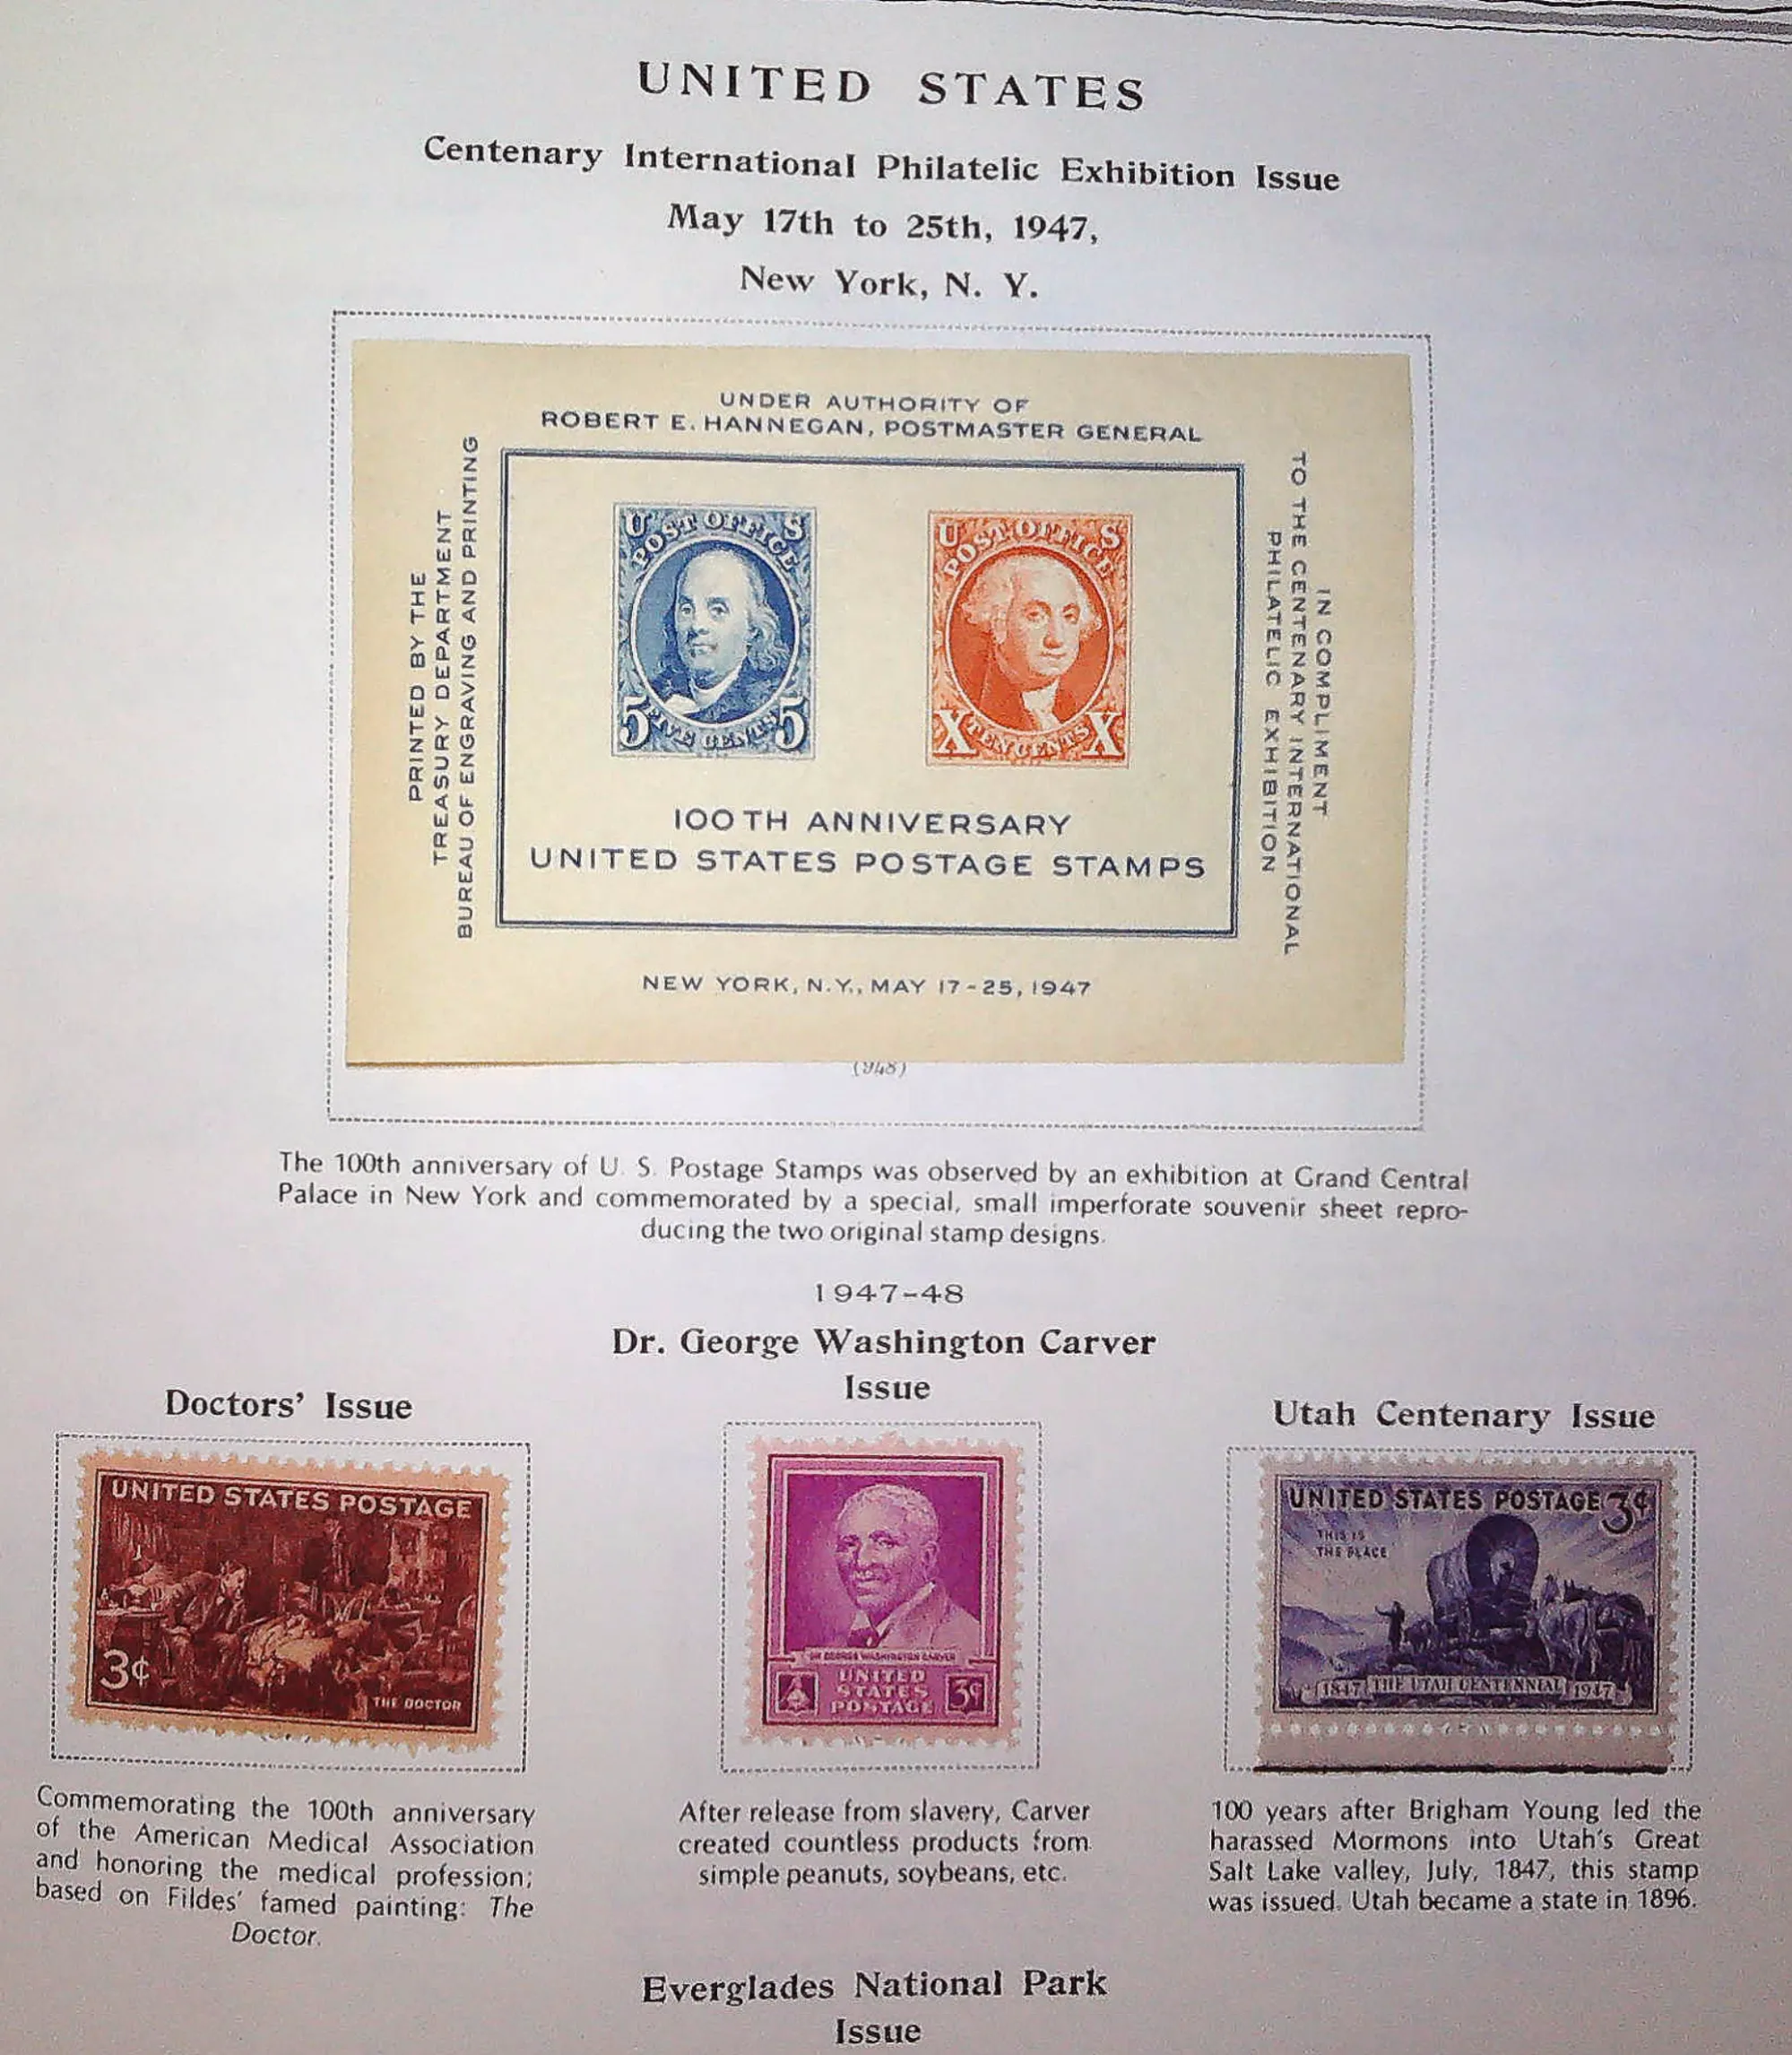 UNITED STATES
Centenary International Philatelic Exhibition Issue
May 17th to 25th, 1947,
New York, N. Y.
UNDER AUTHORITY OF
ROBERT E. HANNEGAN, POSTMASTER GENERAL
PRINTED BY THE
TREASURY DEPARTMENT
BUREAU OF ENGRAVING AND PRINTING
U S
POST OFFICE
5 5
FIVE CENTS
U S
POST OFFICE
X X
TEN CENTS
IN COMPLIMENT
TO THE CENTENARY INTERNATIONAL
PHILATELIC EXHIBITION
100TH ANNIVERSARY
UNITED STATES POSTAGE STAMPS
NEW YORK, N.Y., MAY 17-25, 1947
(948)
The 100th anniversary of U. S. Postage Stamps was observed by an exhibition at Grand Central
Palace in New York and commemorated by a special, small imperforate souvenir sheet repro-
ducing the two original stamp designs.
1947-48
Dr. George Washington Carver
Issue
Doctors' Issue
UNITED STATES POSTAGE
3¢
THE DOCTOR
Commemorating the 100th anniversary
of the American Medical Association
and honoring the medical profession;
based on Fildes' famed painting: The
Doctor.
DR GEORGE WASHINGTON CARVER
UNITED
STATES
POSTAGE
3¢
After release from slavery, Carver
created countless products from
simple peanuts, soybeans, etc.
Utah Centenary Issue
UNITED STATES POSTAGE 3¢
THIS IS
THE PLACE
1847 THE UTAH CENTENNIAL 1947
100 years after Brigham Young led the
harassed Mormons into Utah's Great
Salt Lake valley, July, 1847, this stamp
was issued. Utah became a state in 1896.
Everglades National Park
Issue